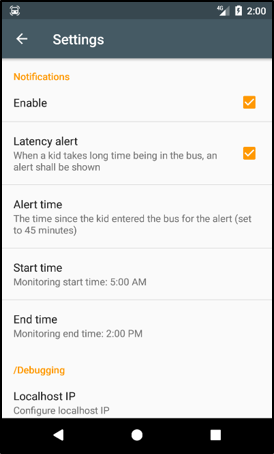 4G 2:00
Settings
Notifications
Enable
Latency alert
When a kid takes long time being in the bus, an
alert shall be shown
Alert time
The time since the kid entered the bus for the alert (set
to 45 minutes)
Start time
Monitoring start time: 5:00 AM
End time
Monitoring end time: 2:00 PM
/Debugging
Localhost IP
Configure localhost IP